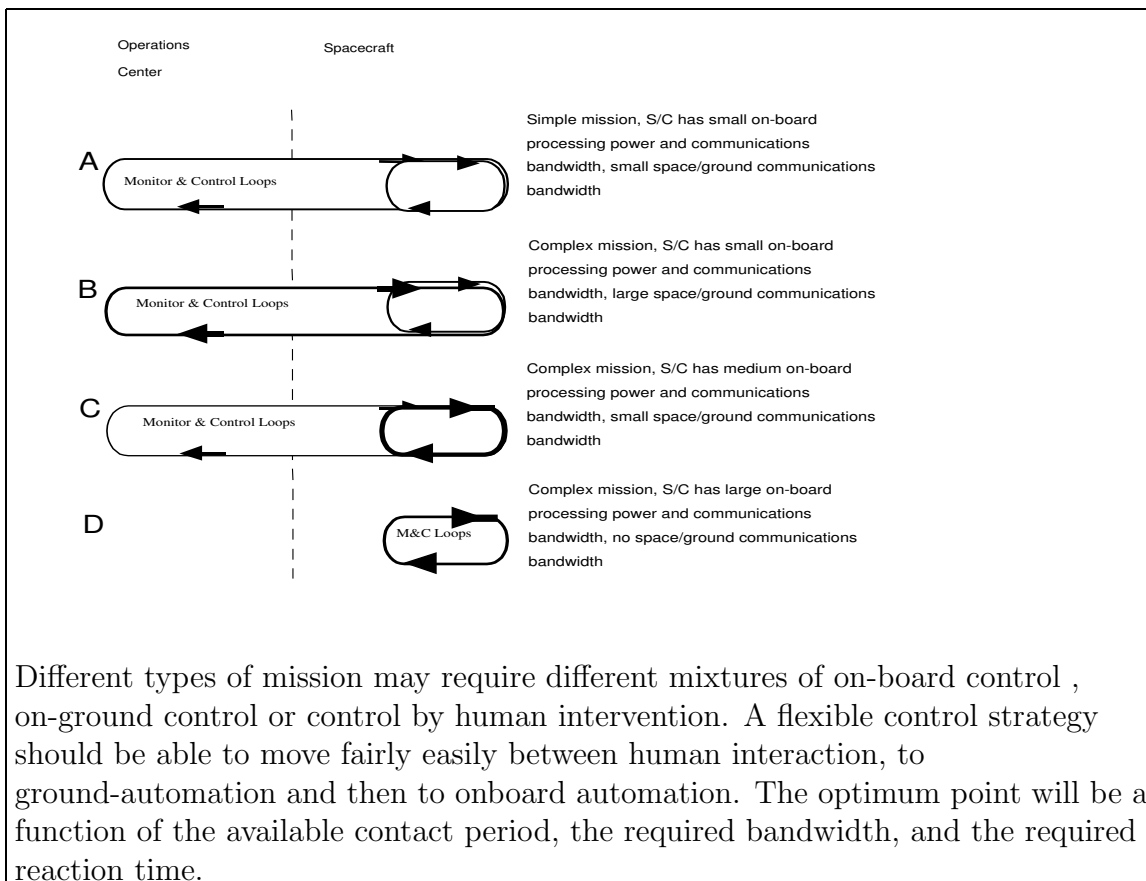 Operations
Center
Spacecraft
A
Monitor & Control Loops
Simple mission, S/C has small on-board
processing power and communications
bandwidth, small space/ground communications
bandwidth
B
Monitor & Control Loops
Complex mission, S/C has small on-board
processing power and communications
bandwidth, large space/ground communications
bandwidth
C
Monitor & Control Loops
Complex mission, S/C has medium on-board
processing power and communications
bandwidth, small space/ground communications
bandwidth
D
M&C Loops
Complex mission, S/C has large on-board
processing power and communications
bandwidth, no space/ground communications
bandwidth
Different types of mission may require different mixtures of on-board control ,
on-ground control or control by human intervention. A flexible control strategy
should be able to move fairly easily between human interaction, to
ground-automation and then to onboard automation. The optimum point will be a
function of the available contact period, the required bandwidth, and the required
reaction time.